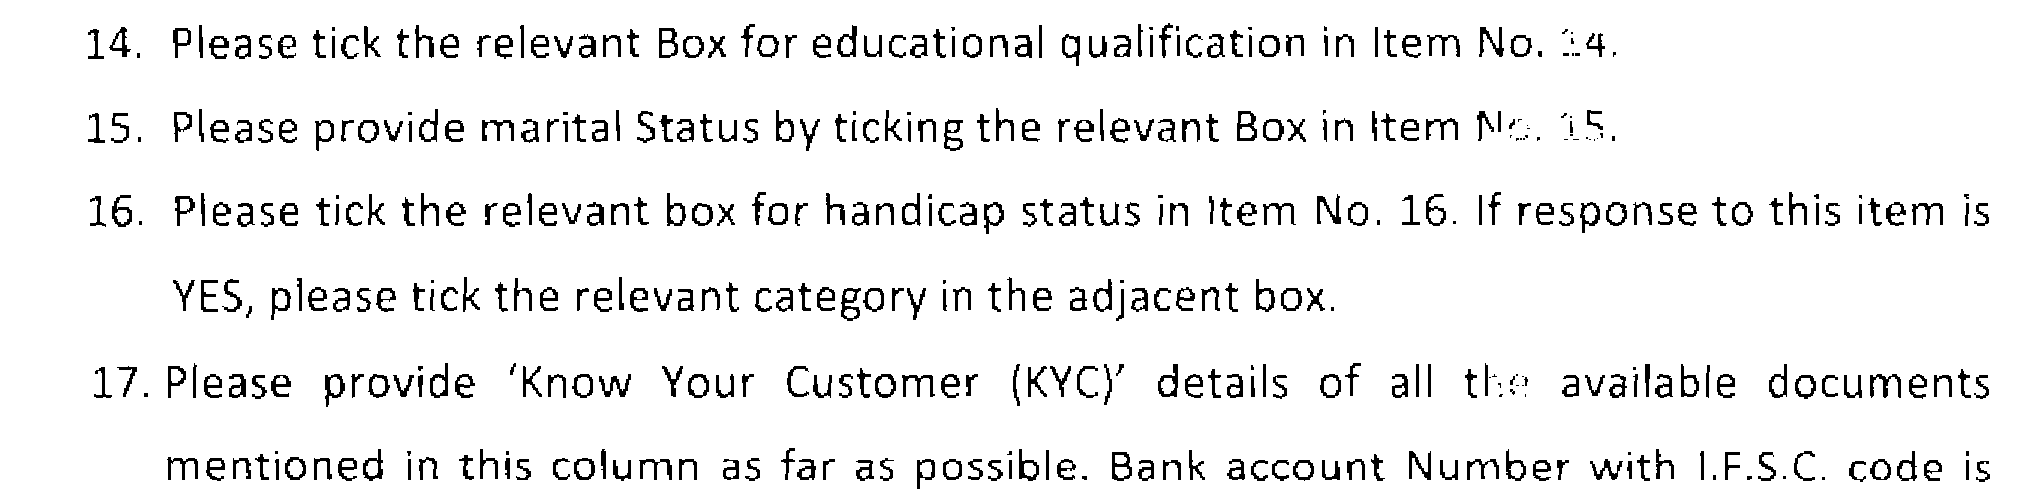 14. Please tick the relevant Box for educational qualification in Item No. 14.
15. Please provide marital Status by ticking the relevant Box in Item No. 15.
16. Please tick the relevant box for handicap status in Item No. 16. If response to this item is
YES, please tick the relevant category in the adjacent box.
17. Please provide ‘Know Your Customer (KYC)’ details of all the available documents
mentioned in this column as far as possible. Bank account Number with I.F.S.C. code is